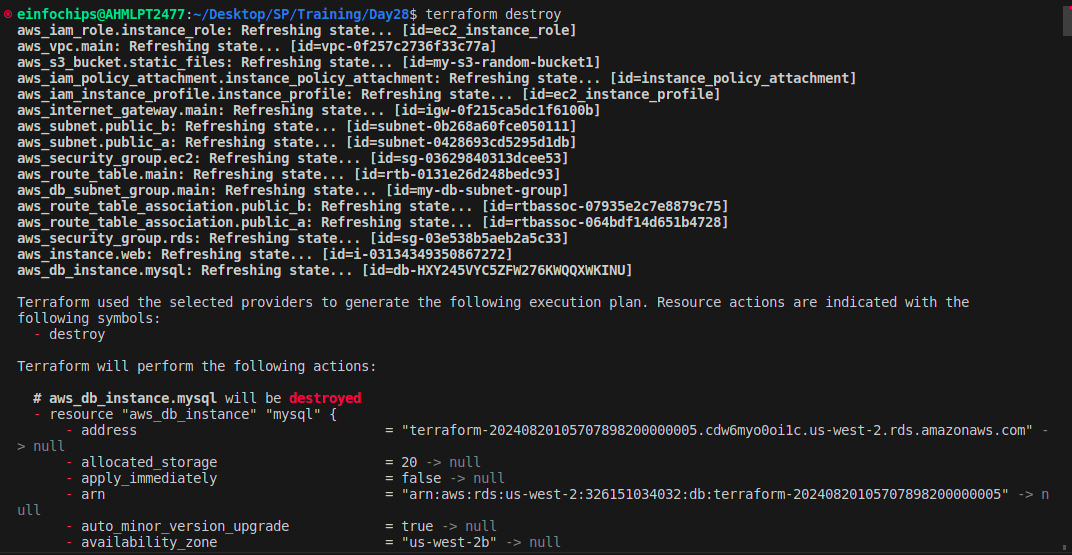 einfochips@AHMLPT2477:~/Desktop/SP/Training/Day28$ terraform destroy
aws_iam_role.instance_role: Refreshing state... [id=ec2_instance_role]
aws_vpc.main: Refreshing state... [id=vpc-0f257c2736f33c77a]
aws_s3_bucket.static_files: Refreshing state... [id=my-s3-random-bucket1]
aws_iam_policy_attachment.instance_policy_attachment: Refreshing state... [id=instance_policy_attachment]
aws_iam_instance_profile.instance_profile: Refreshing state... [id=ec2_instance_profile]
aws_internet_gateway.main: Refreshing state... [id=igw-0f215ca5dc1f6100b]
aws_subnet.public_b: Refreshing state... [id=subnet-0b268a60fce050111]
aws_subnet.public_a: Refreshing state... [id=subnet-0428693cd5295d1db]
aws_security_group.ec2: Refreshing state... [id=sg-03629840313dcee53]
aws_route_table.main: Refreshing state... [id=rtb-0131e26d248bedc93]
aws_db_subnet_group.main: Refreshing state... [id=my-db-subnet-group]
aws_route_table_association.public_b: Refreshing state... [id=rtbassoc-07935e2c7e8879c75]
aws_route_table_association.public_a: Refreshing state... [id=rtbassoc-064bdf14d651b4728]
aws_security_group.rds: Refreshing state... [id=sg-03e538b5aeb2a5c33]
aws_instance.web: Refreshing state... [id=i-03134349350867272]
aws_db_instance.mysql: Refreshing state... [id=db-HXY245VYC5ZFW276KWQQXWKINU]
Terraform used the selected providers to generate the following execution plan. Resource actions are indicated with the
following symbols:
- destroy
Terraform will perform the following actions:
# aws_db_instance.mysql will be destroyed
- resource "aws_db_instance" "mysql" {
- address = "terraform-20240820105707898200000005.cdw6myo0oi1c.us-west-2.rds.amazonaws.com" -
> null
- allocated_storage = 20 -> null
- apply_immediately = false -> null
- arn = "arn:aws:rds:us-west-2:326151034032:db:terraform-20240820105707898200000005" -> n
ull
- auto_minor_version_upgrade = true -> null
- availability_zone = "us-west-2b" -> null